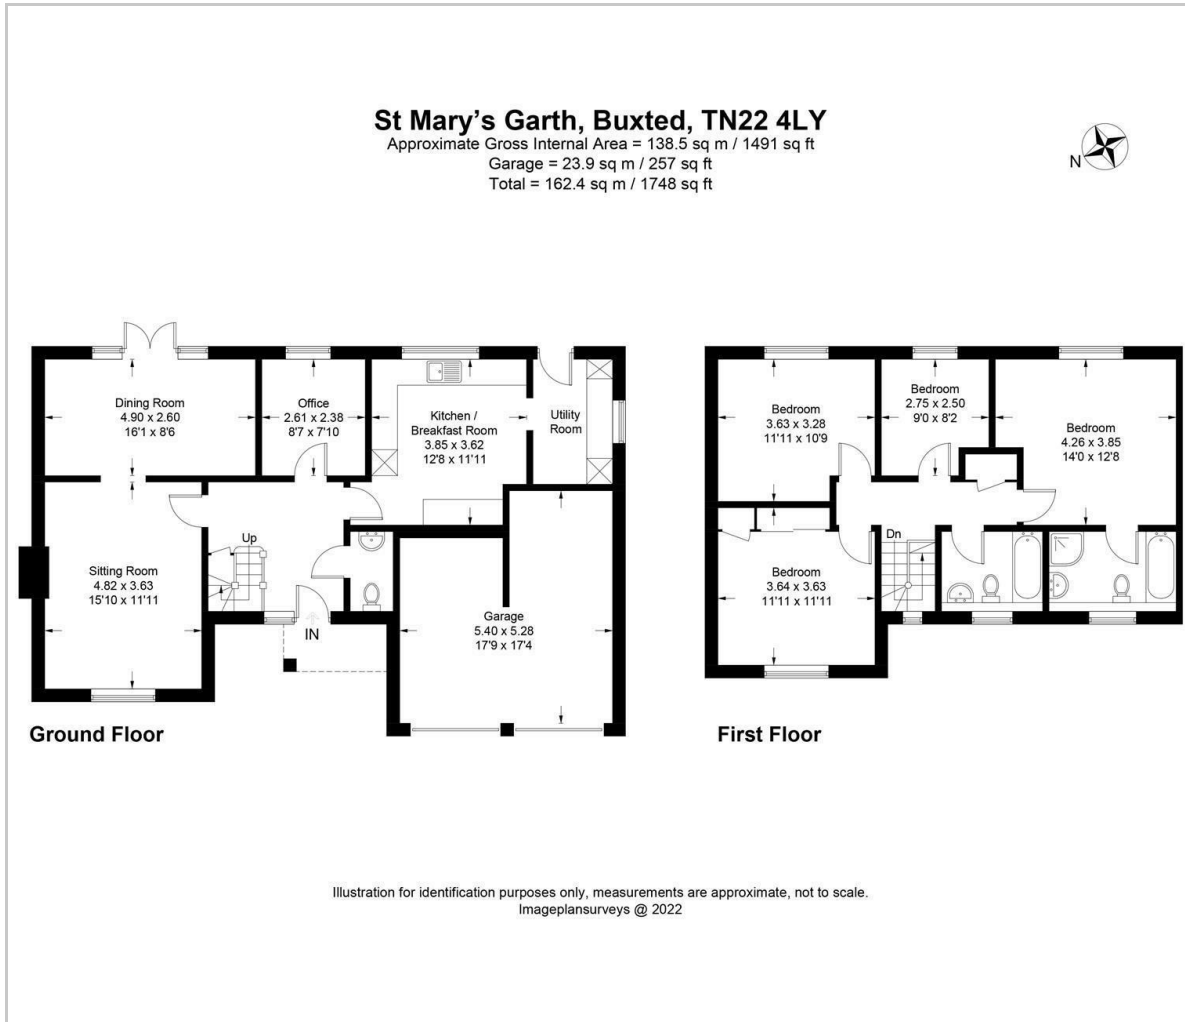 St Mary's Garth, Buxted, TN22 4LY
Approximate Gross Internal Area = 138.5 sq m / 1491 sq ft
Garage = 23.9 sq m / 257 sq ft
Total = 162.4 sq m / 1748 sq ft
N
Dining Room
4.90 x 2.60
16'1 x 8'6
Office
2.61 x 2.38
8'7 x 7'10
Kitchen /
Breakfast Room
3.85 x 3.62
12'8 x 11'11
Utility
Room
Up
Sitting Room
4.82 x 3.63
15'10 x 11'11
IN
Garage
5.40 x 5.28
17'9 x 17'4
Ground Floor
Bedroom
3.63 x 3.28
11'11 x 10'9
Bedroom
2.75 x 2.50
9'0 x 8'2
Bedroom
4.26 x 3.85
14'0 x 12'8
Dn
Bedroom
3.64 x 3.63
11'11 x 11'11
First Floor
Illustration for identification purposes only, measurements are approximate, not to scale.
Imageplansurveys @ 2022